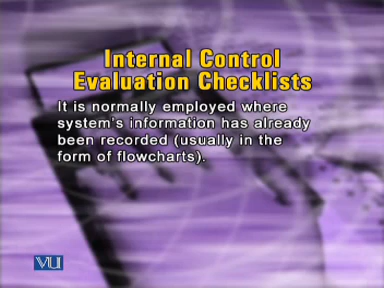 Internal Control
Evaluation Checklists
It is normally employed where
system's information has already
been recorded (usually in the
form of flowcharts).
VU